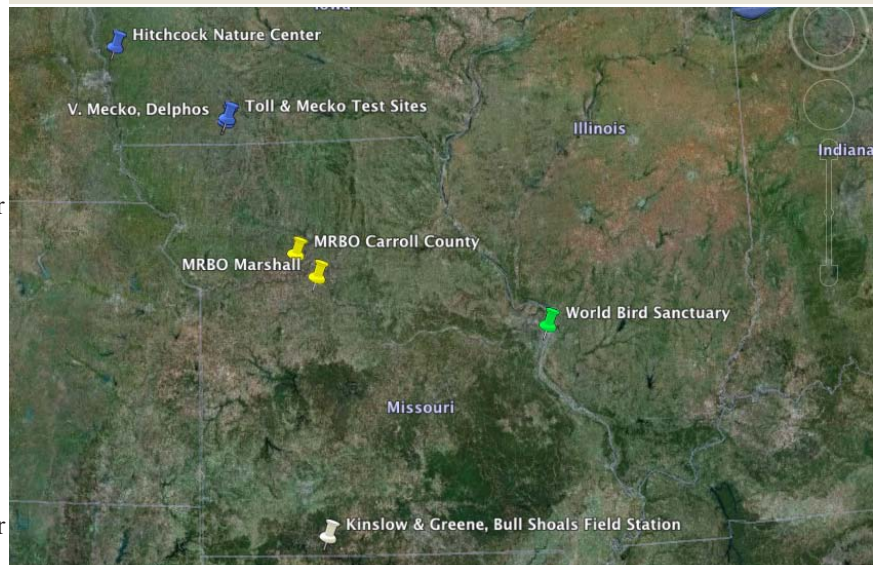 Iowa
Hitchcock Nature Center
V. Mecko, Delphos
Toll & Mecko Test Sites
Illinois
Indiana
r
MRBO Carroll County
MRBO Marshall
World Bird Sanctuary
Missouri
r
Kinslow & Greene, Bull Shoals Field Station